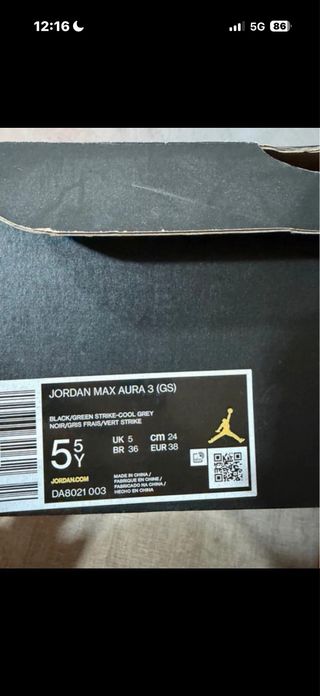 12:16
5G 86
JORDAN MAX AURA 3 (GS)
BLACK/GREEN STRIKE-COOL GREY
NOIR/GRIS FRAIS/VERT STRIKE
5 5 Y
UK 5 cm 24
BR 36 EUR 38
JORDAN.COM
DA8021 003
MADE IN CHINA /
FABRIQUE EN CHINE /
FABRICADO NA CHINA /
HECHO EN CHINA